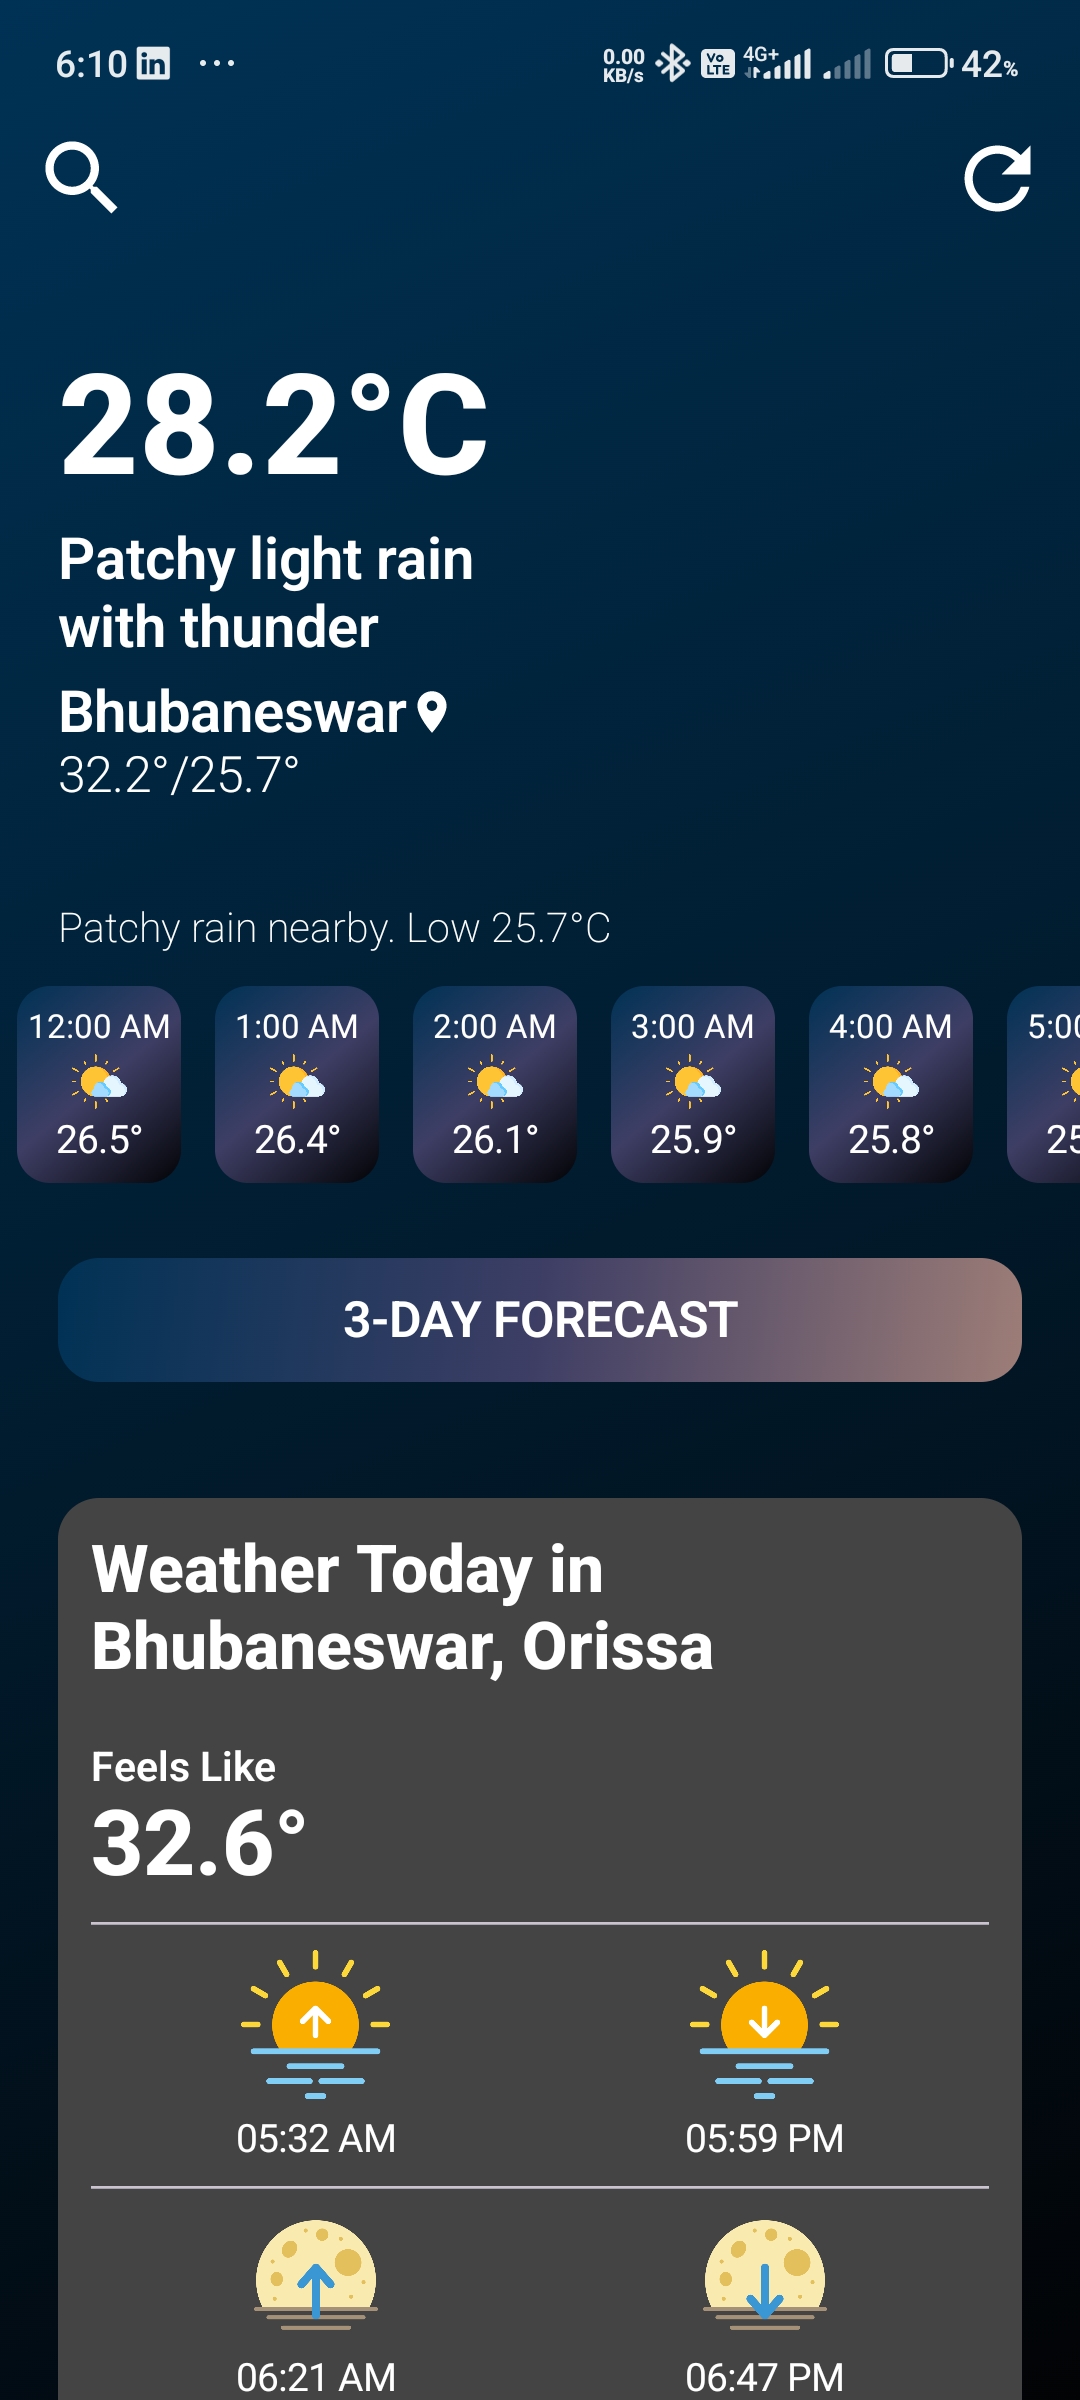 6:10 in ...
0.00 KB/s Vo LTE 4G+ 42%
28.2°C
Patchy light rain
with thunder
Bhubaneswar
32.2°/25.7°
Patchy rain nearby. Low 25.7°C
12:00 AM 1:00 AM 2:00 AM 3:00 AM 4:00 AM 5:00
26.5° 26.4° 26.1° 25.9° 25.8° 25
3-DAY FORECAST
Weather Today in
Bhubaneswar, Orissa
Feels Like
32.6°
05:32 AM 05:59 PM
06:21 AM 06:47 PM